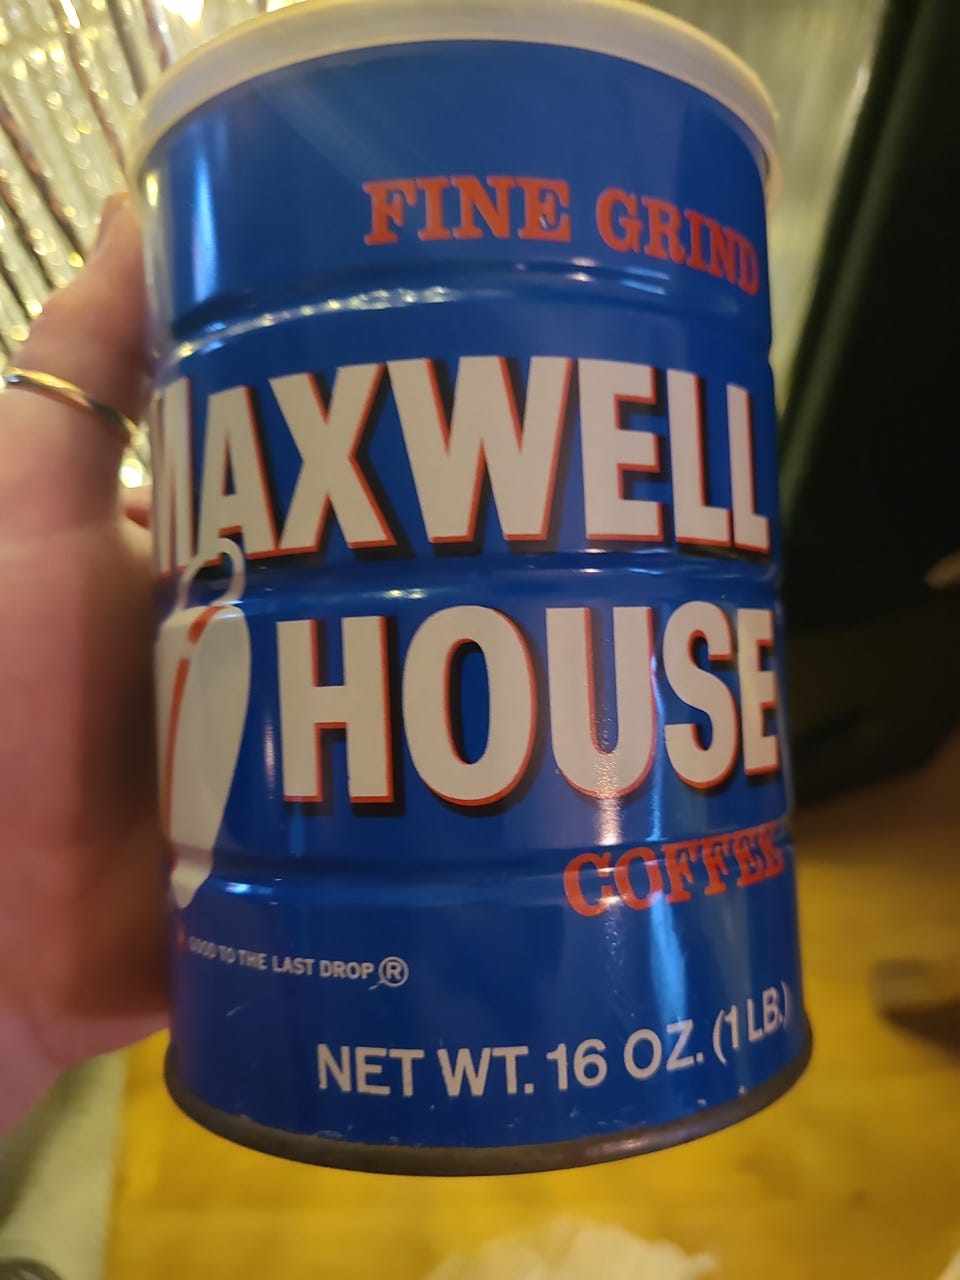 FINE GRIND
MAXWELL
HOUSE
COFFEE
GOOD TO THE LAST DROP®
NET WT. 16 OZ. (1 LB.)